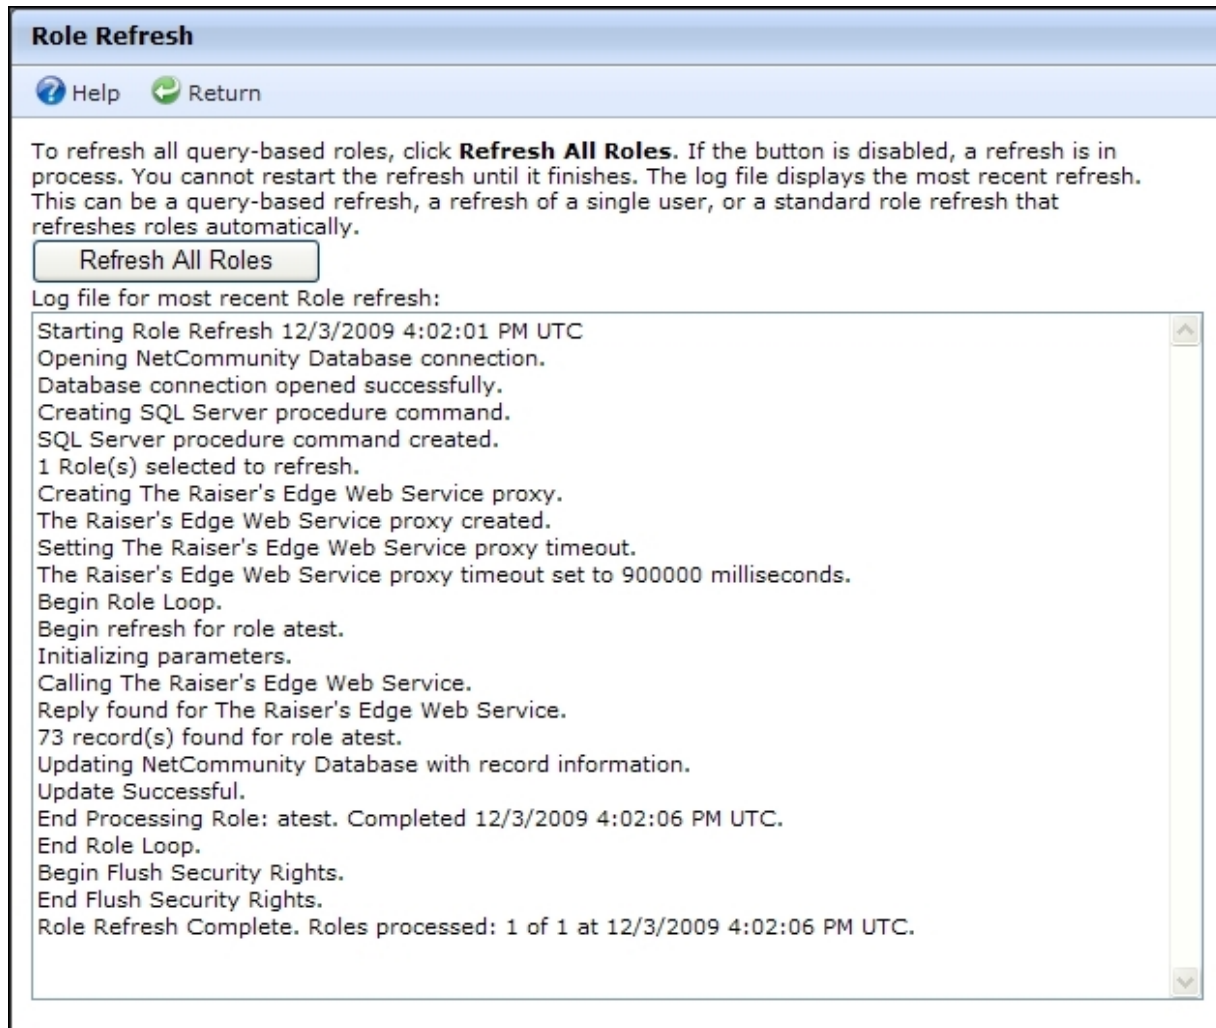 Role Refresh
Help Return
To refresh all query-based roles, click Refresh All Roles. If the button is disabled, a refresh is in
process. You cannot restart the refresh until it finishes. The log file displays the most recent refresh.
This can be a query-based refresh, a refresh of a single user, or a standard role refresh that
refreshes roles automatically.
Refresh All Roles
Log file for most recent Role refresh:
Starting Role Refresh 12/3/2009 4:02:01 PM UTC
Opening NetCommunity Database connection.
Database connection opened successfully.
Creating SQL Server procedure command.
SQL Server procedure command created.
1 Role(s) selected to refresh.
Creating The Raiser's Edge Web Service proxy.
The Raiser's Edge Web Service proxy created.
Setting The Raiser's Edge Web Service proxy timeout.
The Raiser's Edge Web Service proxy timeout set to 900000 milliseconds.
Begin Role Loop.
Begin refresh for role atest.
Initializing parameters.
Calling The Raiser's Edge Web Service.
Reply found for The Raiser's Edge Web Service.
73 record(s) found for role atest.
Updating NetCommunity Database with record information.
Update Successful.
End Processing Role: atest. Completed 12/3/2009 4:02:06 PM UTC.
End Role Loop.
Begin Flush Security Rights.
End Flush Security Rights.
Role Refresh Complete. Roles processed: 1 of 1 at 12/3/2009 4:02:06 PM UTC.